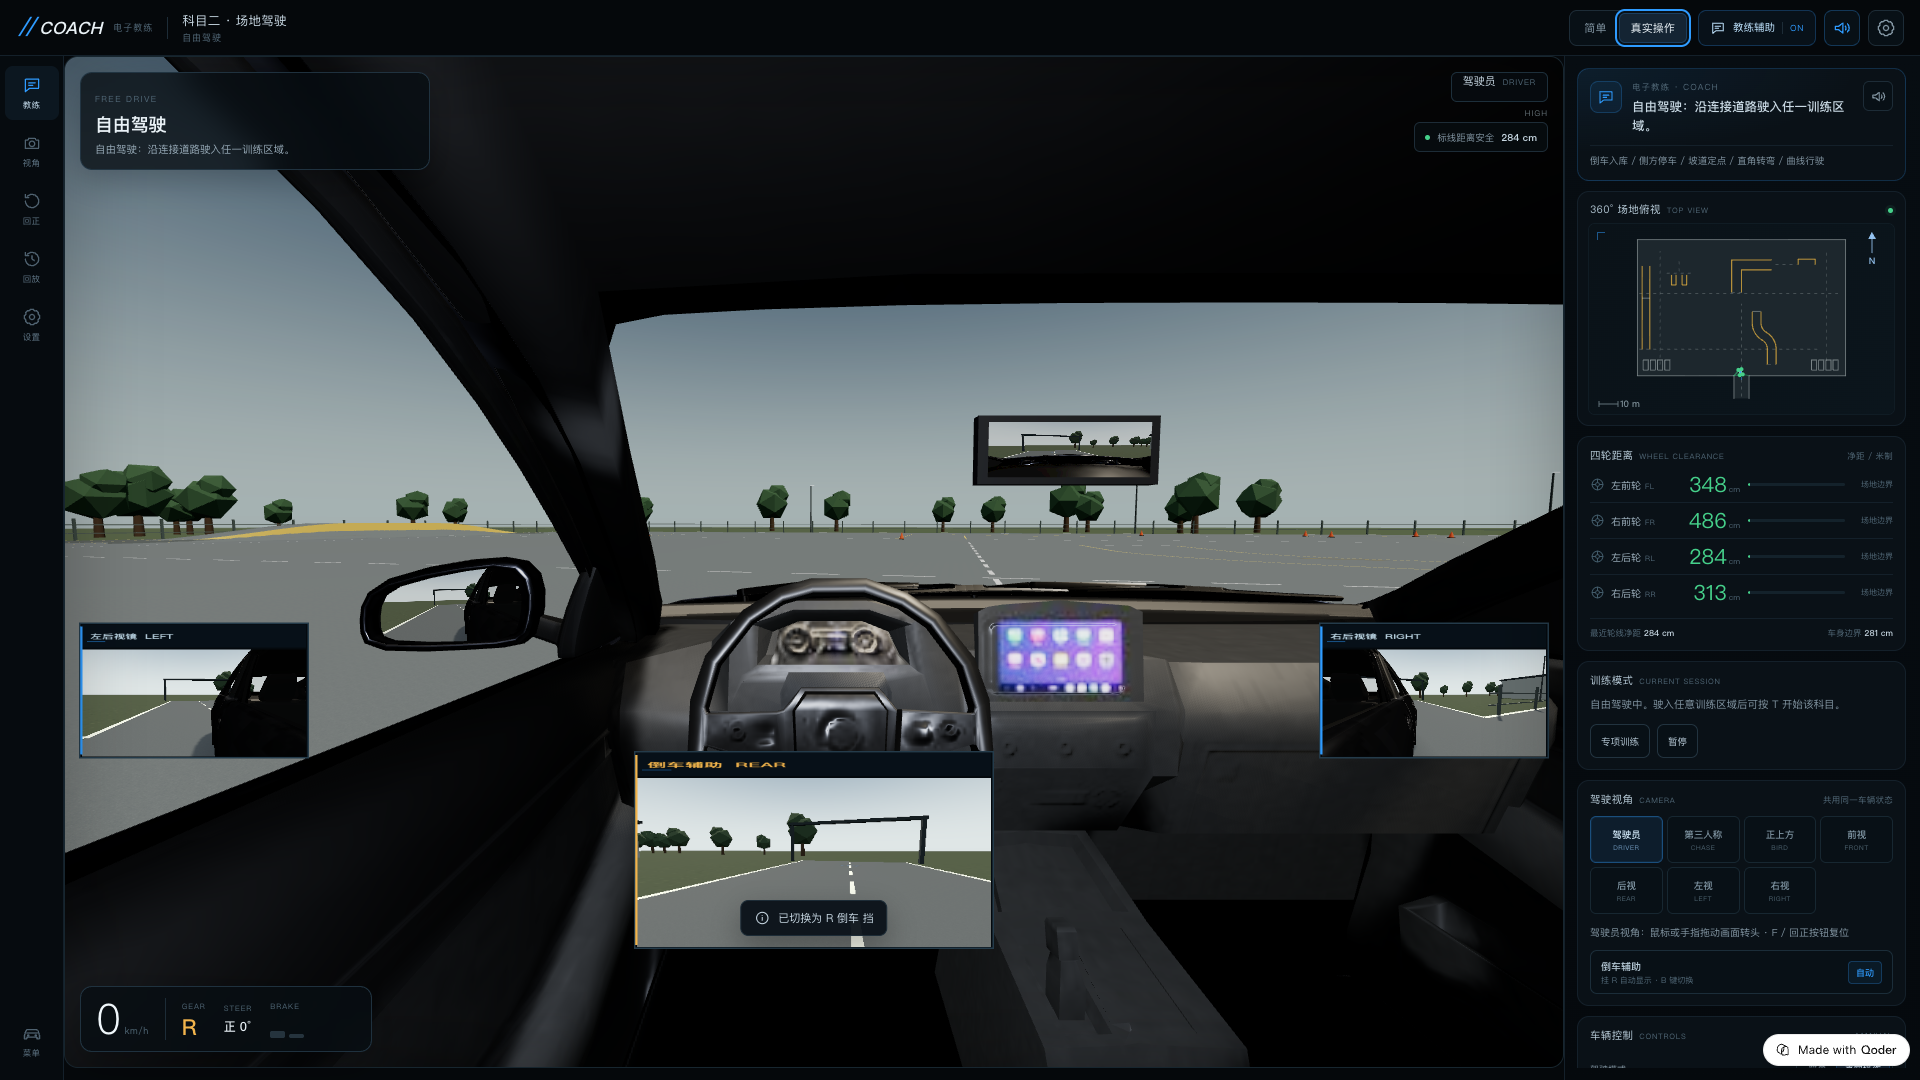 COACH 电子教练
科目二 · 场地驾驶
自由驾驶
简单
真实操作
教练辅助 ON
教练
视角
回正
回放
设置
菜单
FREE DRIVE
自由驾驶
自由驾驶：沿连接道路驶入任一训练区域。
驾驶员 DRIVER
HIGH
标线距离安全 284 cm
左后视镜 LEFT
右后视镜 RIGHT
倒车辅助 REAR
已切换为 R 倒车 挡
0 km/h
GEAR
R
STEER
正 0°
BRAKE
电子教练 · COACH
自由驾驶：沿连接道路驶入任一训练区
域。
倒车入库 / 侧方停车 / 坡道定点 / 直角转弯 / 曲线行驶
360° 场地俯视 TOP VIEW
N
10 m
四轮距离 WHEEL CLEARANCE
净距 / 米制
左前轮 FL 348 cm 场地边界
右前轮 FR 486 cm 场地边界
左后轮 RL 284 cm 场地边界
右后轮 RR 313 cm 场地边界
最近轮线净距 284 cm
车身边界 281 cm
训练模式 CURRENT SESSION
自由驾驶中。驶入任意训练区域后可按 T 开始该科目。
专项训练
暂停
驾驶视角 CAMERA
共用同一车辆状态
驾驶员 DRIVER
第三人称 CHASE
正上方 BIRD
前视 FRONT
后视 REAR
左视 LEFT
右视 RIGHT
驾驶员视角：鼠标或手指拖动画面转头 · F / 回正按钮复位
倒车辅助
挂 R 自动显示 · B 键切换
自动
车辆控制 CONTROLS
Made with Qoder